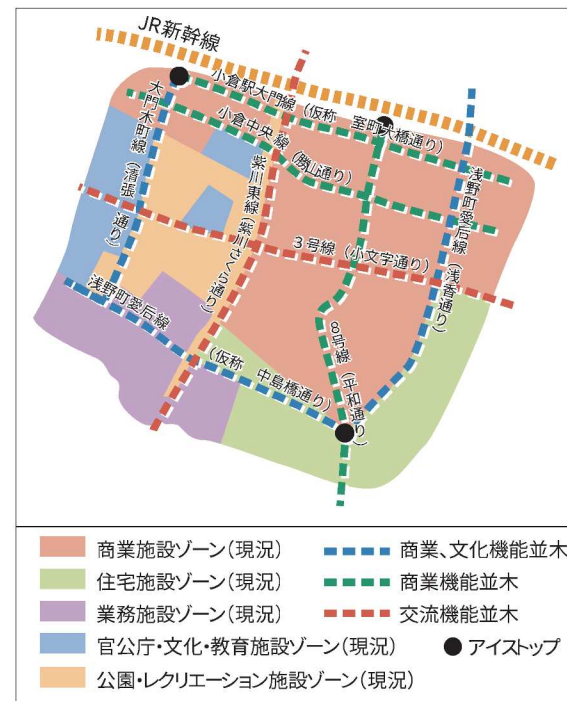 JR新幹線
小倉駅大門線(仮称 室町大橋通り)
小倉中央線(勝山通り)
大門木町線(清張通り)
紫川東線(紫川さくら通り)
浅野町愛后線(浅香通り)
3号線(小文字通り)
浅野町愛后線(仮称 中島橋通り)
8号線(平和通り)
商業施設ゾーン(現況)
住宅施設ゾーン(現況)
業務施設ゾーン(現況)
官公庁・文化・教育施設ゾーン(現況)
公園・レクリエーション施設ゾーン(現況)
商業、文化機能並木
商業機能並木
交流機能並木
アイストップ